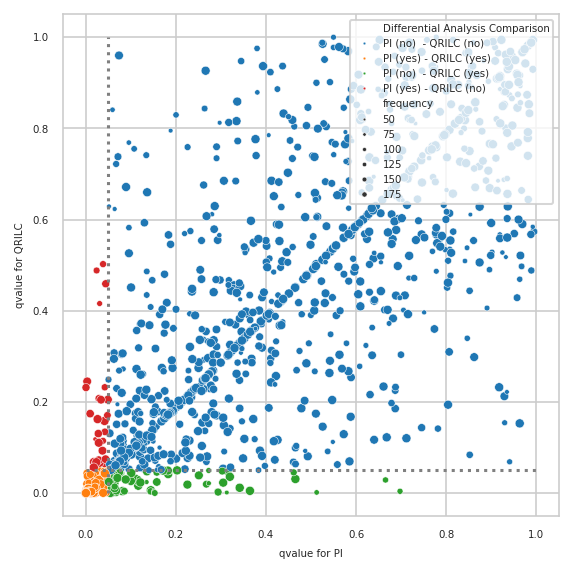 Differential Analysis Comparison
PI (no)  - QRILC (no)
PI (yes) - QRILC (yes)
PI (no)  - QRILC (yes)
PI (yes) - QRILC (no)
frequency
50
75
100
125
150
175
1.0
0.8
0.6
0.4
0.2
0.0
qvalue for QRILC
0.0 0.2 0.4 0.6 0.8 1.0
qvalue for PI